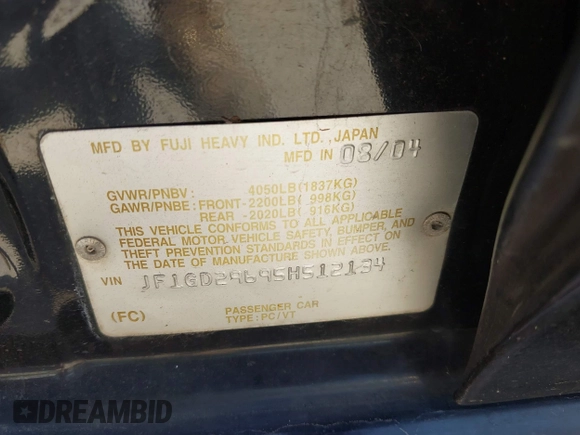 MFD BY FUJI HEAVY IND. LTD., JAPAN
MFD IN 08/04
GVWR/PNBV: 4050LB(1837KG)
GAWR/PNBE: FRONT-2200LB( 998KG)
REAR -2020LB( 916KG)
THIS VEHICLE CONFORMS TO ALL APPLICABLE
FEDERAL MOTOR VEHICLE SAFETY, BUMPER, AND
THEFT PREVENTION STANDARDS IN EFFECT ON
THE DATE OF MANUFACTURE SHOWN ABOVE.
VIN JF1GD29695H512134
(FC) PASSENGER CAR
TYPE:PC/VT
DREAMBID